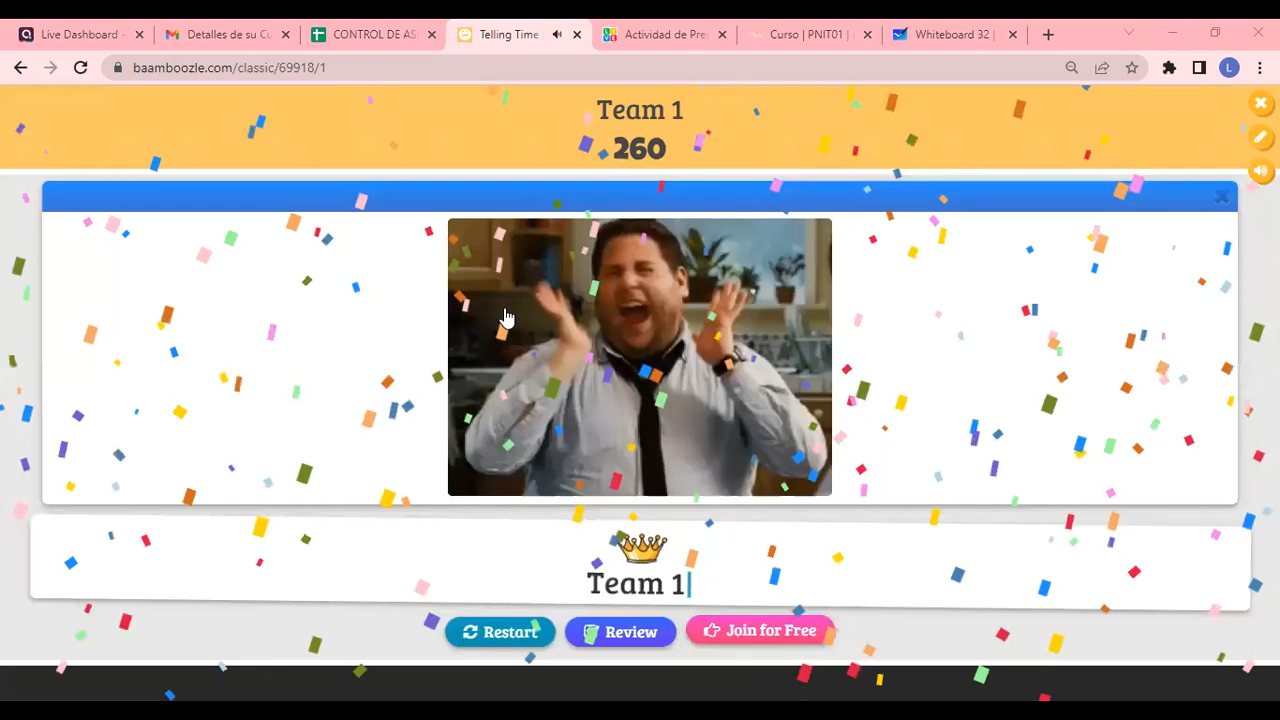 Live Dashboard -
Detalles de su Cu
CONTROL DE AS
Telling Time
Actividad de Pre
Curso | PNIT01 |
Whiteboard 32 |
baamboozle.com/classic/69918/1
L
Team 1
260
Team 1
Restart
Review
Join for Free